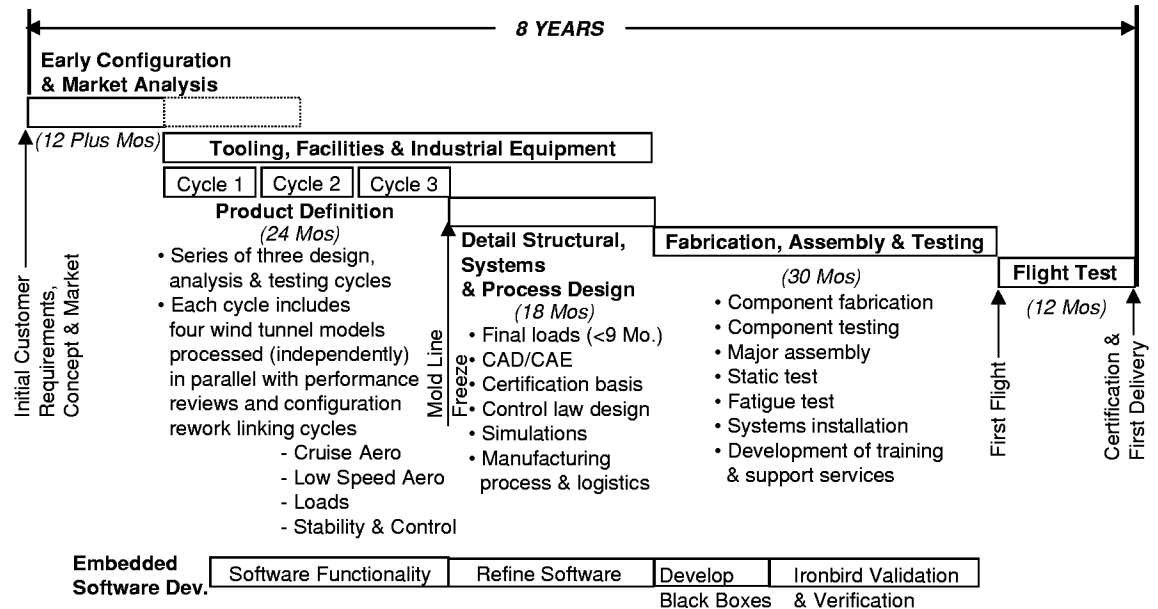 8 YEARS
Early Configuration
& Market Analysis
(12 Plus Mos)
Tooling, Facilities & Industrial Equipment
Cycle 1
Cycle 2
Cycle 3
Product Definition
(24 Mos)
• Series of three design,
analysis & testing cycles
• Each cycle includes
four wind tunnel models
processed (independently)
in parallel with performance
reviews and configuration
rework linking cycles
- Cruise Aero
- Low Speed Aero
- Loads
- Stability & Control
Detail Structural,
Systems
& Process Design
(18 Mos)
• Final loads (<9 Mo.)
• CAD/CAE
• Certification basis
• Control law design
• Simulations
• Manufacturing
process & logistics
Fabrication, Assembly & Testing
(30 Mos)
• Component fabrication
• Component testing
• Major assembly
• Static test
• Fatigue test
• Systems installation
• Development of training
& support services
Flight Test
(12 Mos)
Initial Customer
Requirements,
Concept & Market
Mold Line
Freeze
First Flight
Certification &
First Delivery
Embedded
Software Dev.
Software Functionality
Refine Software
Develop
Black Boxes
Ironbird Validation
& Verification